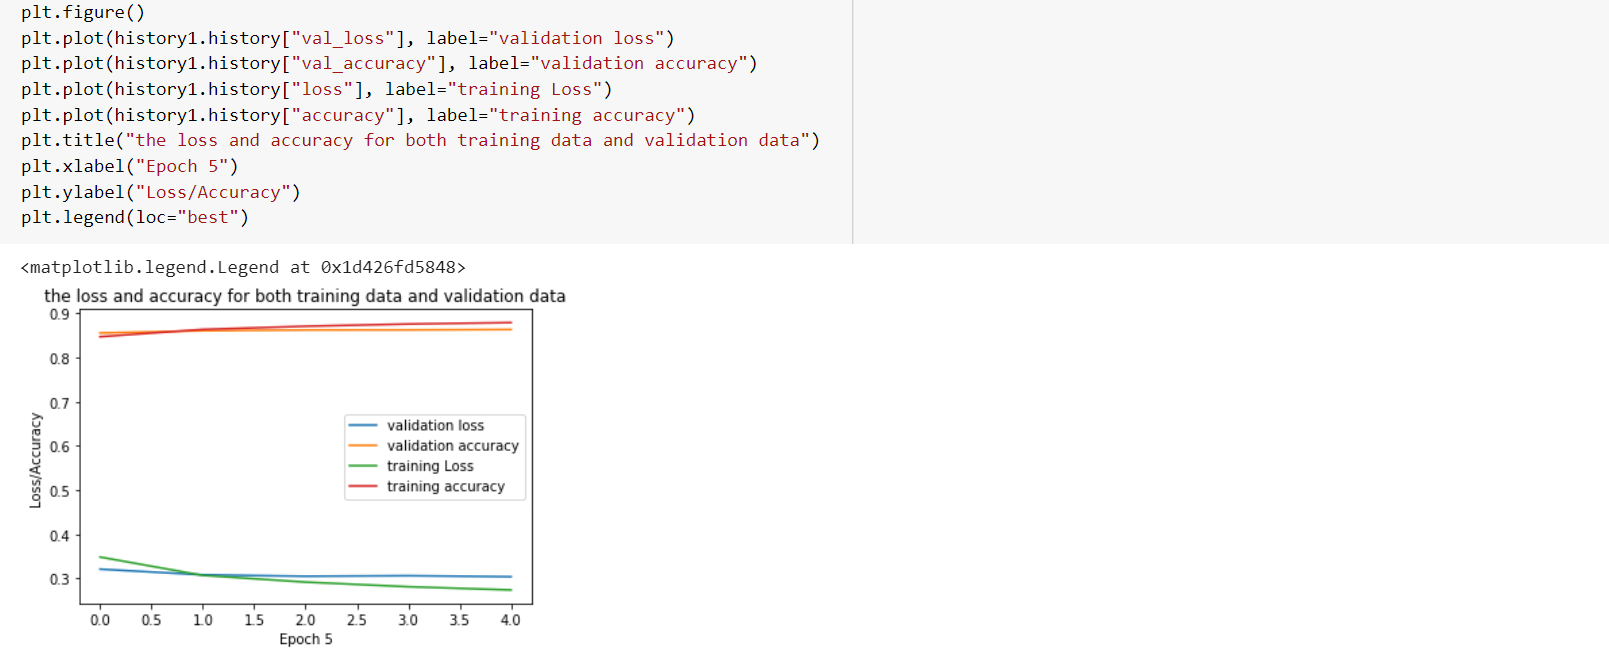 plt.figure()
plt.plot(history1.history["val_loss"], label="validation loss")
plt.plot(history1.history["val_accuracy"], label="validation accuracy")
plt.plot(history1.history["loss"], label="training Loss")
plt.plot(history1.history["accuracy"], label="training accuracy")
plt.title("the loss and accuracy for both training data and validation data")
plt.xlabel("Epoch 5")
plt.ylabel("Loss/Accuracy")
plt.legend(loc="best")
<matplotlib.legend.Legend at 0x1d426fd5848>
the loss and accuracy for both training data and validation data
0.9
0.8
0.7
0.6
0.5
0.4
0.3
Loss/Accuracy
validation loss
validation accuracy
training Loss
training accuracy
0.0 0.5 1.0 1.5 2.0 2.5 3.0 3.5 4.0
Epoch 5